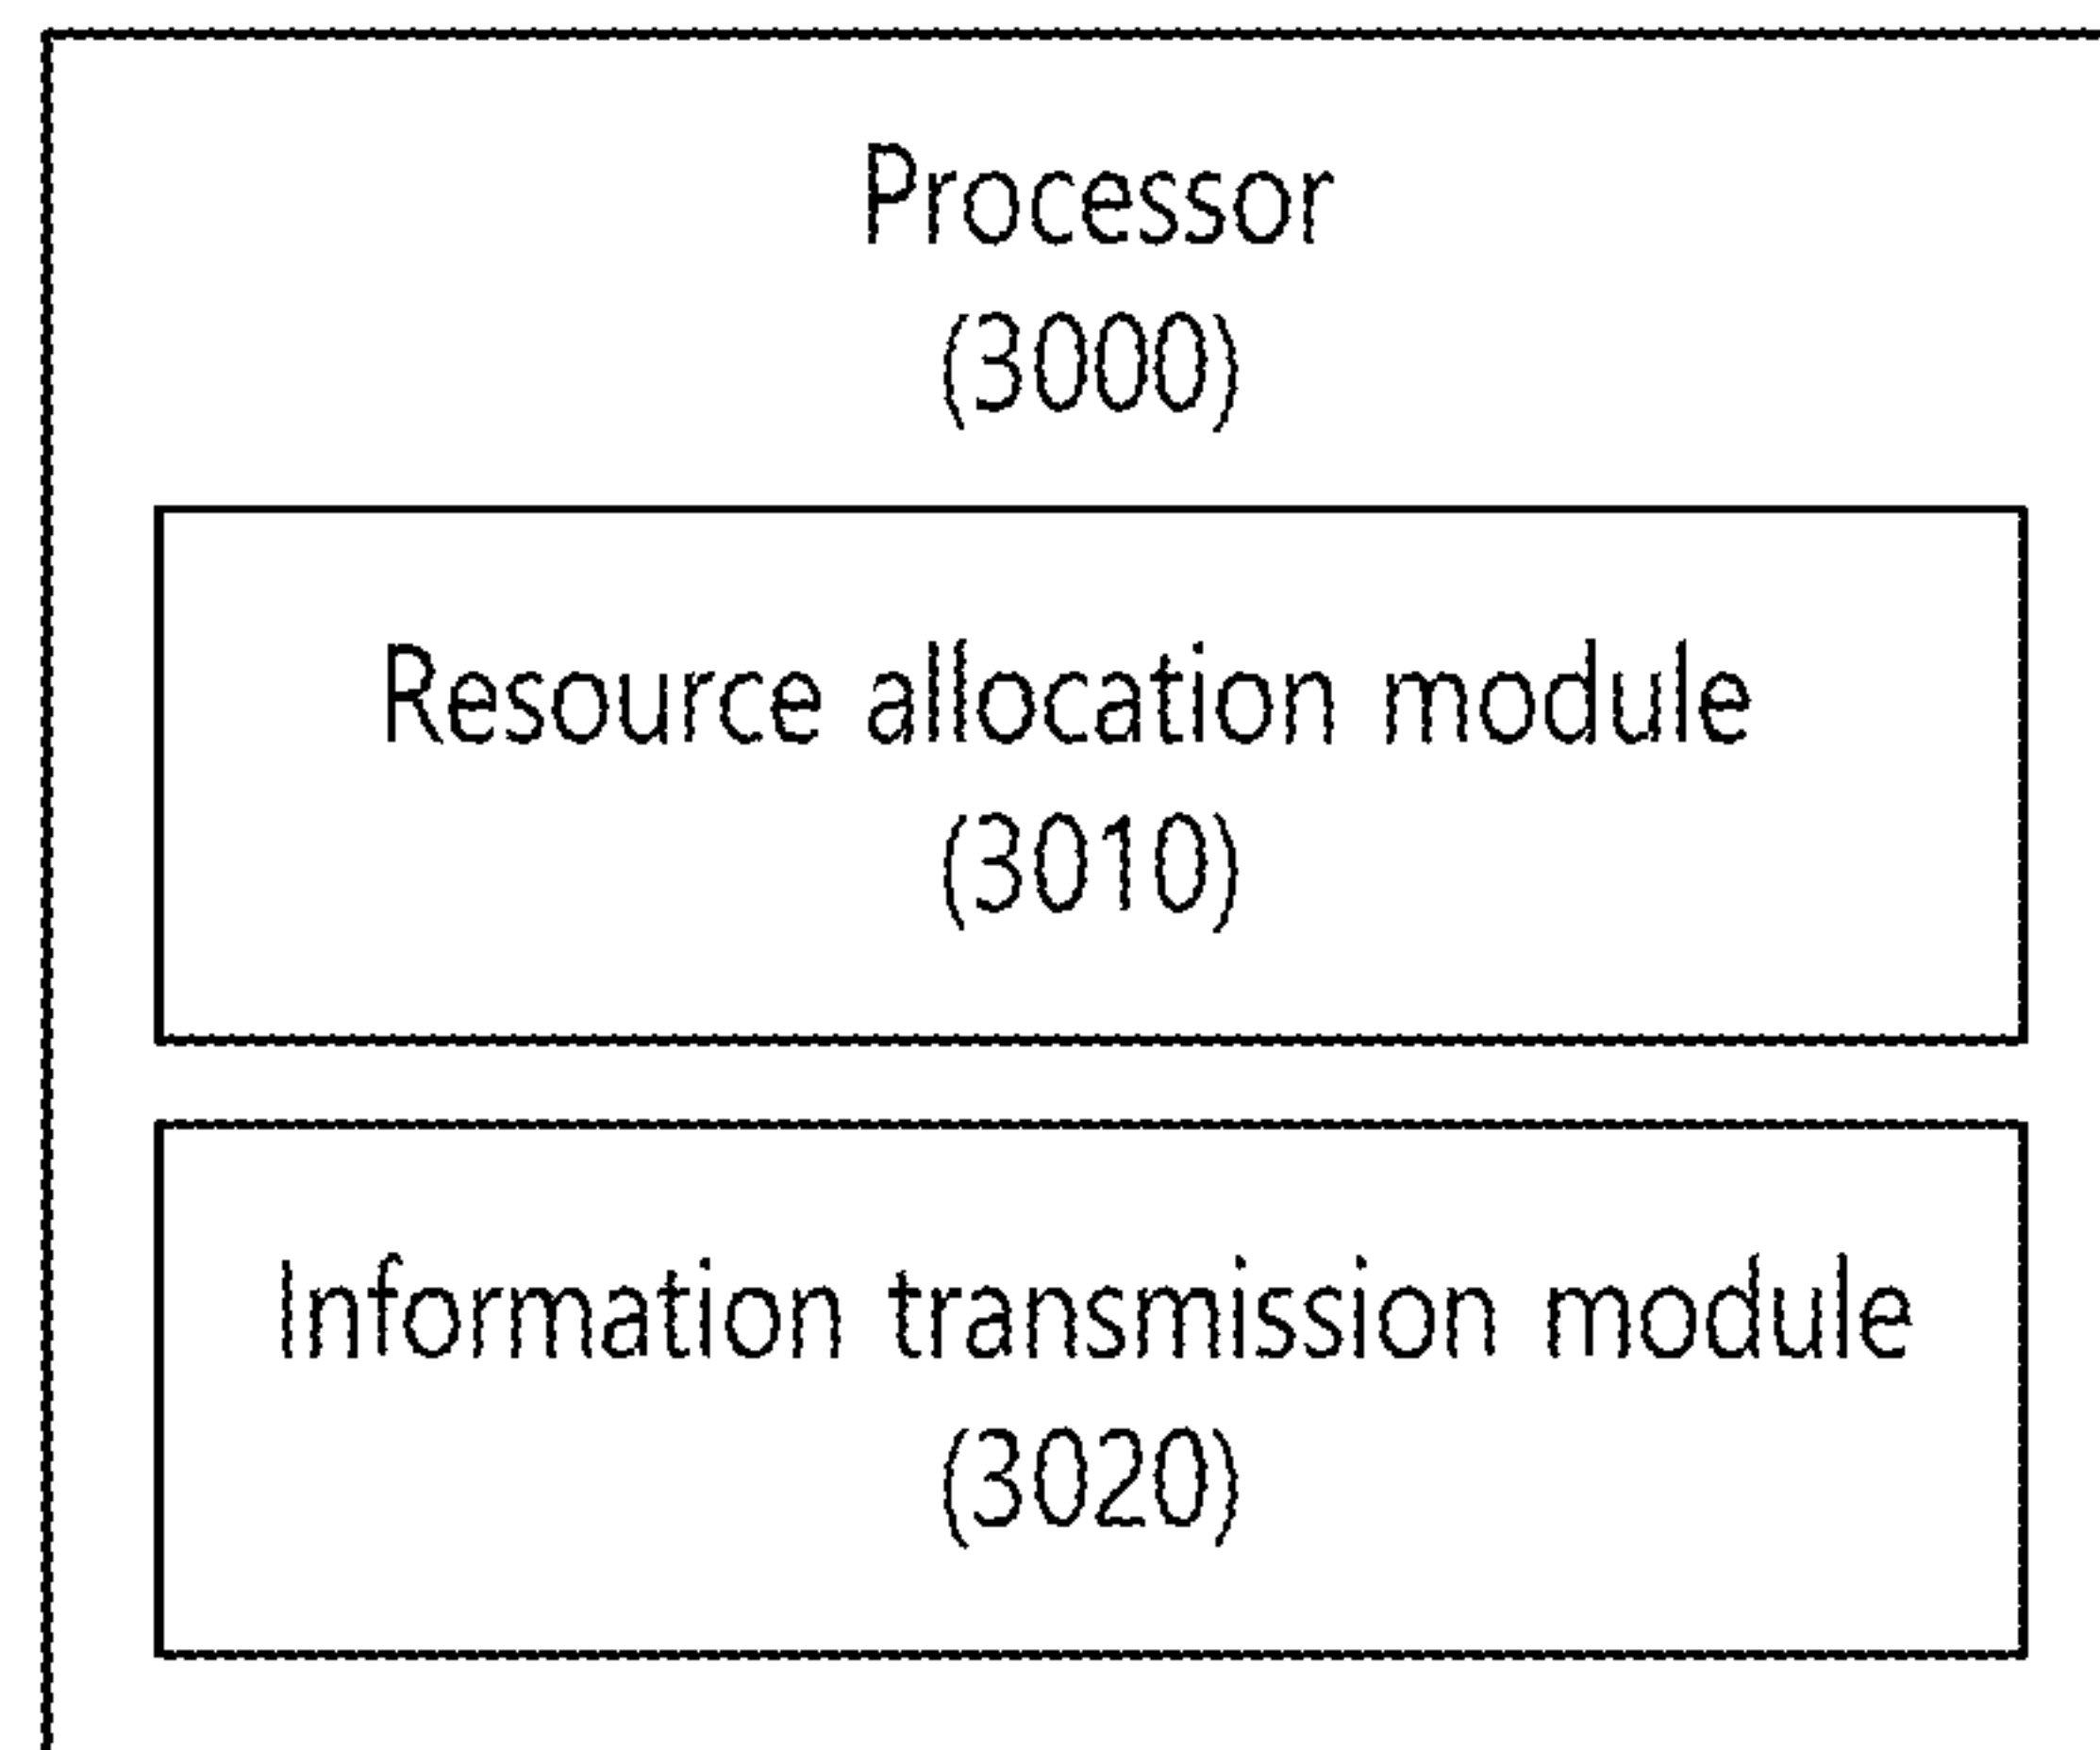 Processor
(3000)
Resource allocation module
(3010)
Information transmission module
(3020)